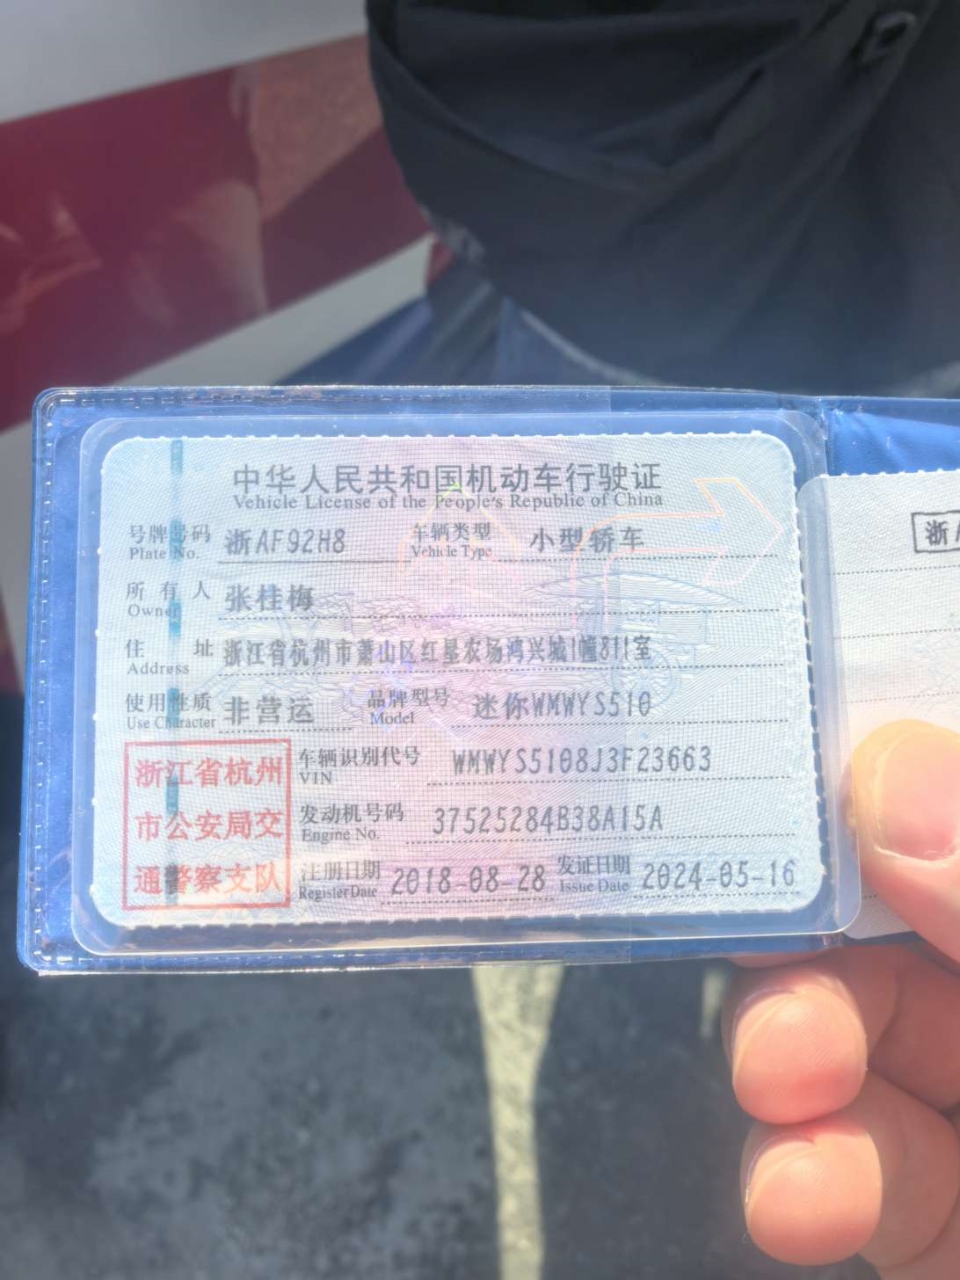 中华人民共和国机动车行驶证
Vehicle License of the People's Republic of China
号牌号码 浙AF92H8 车辆类型 小型轿车
Plate No. Vehicle Type
所有人 张桂梅
Owner
住址 浙江省杭州市萧山区红垦农场鸿兴城1幢811室
Address
使用性质 非营运 品牌型号 迷你WMWYS510
Use Character Model
浙江省杭州 车辆识别代号 WMWYS5108J3F23663
VIN
市公安局交 发动机号码 37525284B38A15A
Engine No.
通警察支队 注册日期 2018-08-28 发证日期 2024-05-16
Register Date Issue Date
浙